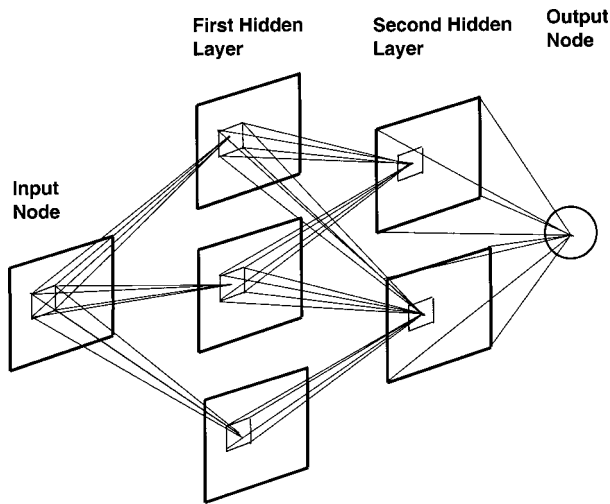 First Hidden
Layer
Second Hidden
Layer
Output
Node
Input
Node